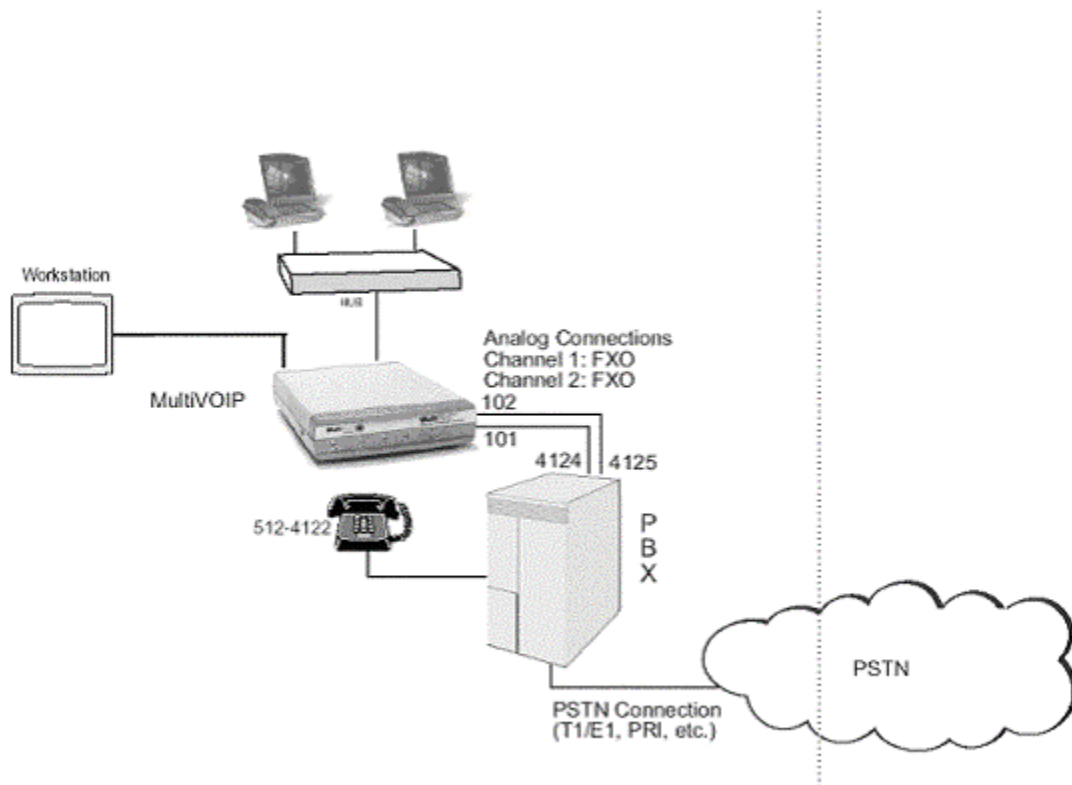 Workstation
HUB
Analog Connections
Channel 1: FXO
Channel 2: FXO
MultiVOIP
102
101
4124 4125
512-4122
P
B
X
PSTN
PSTN Connection
(T1/E1, PRI, etc.)